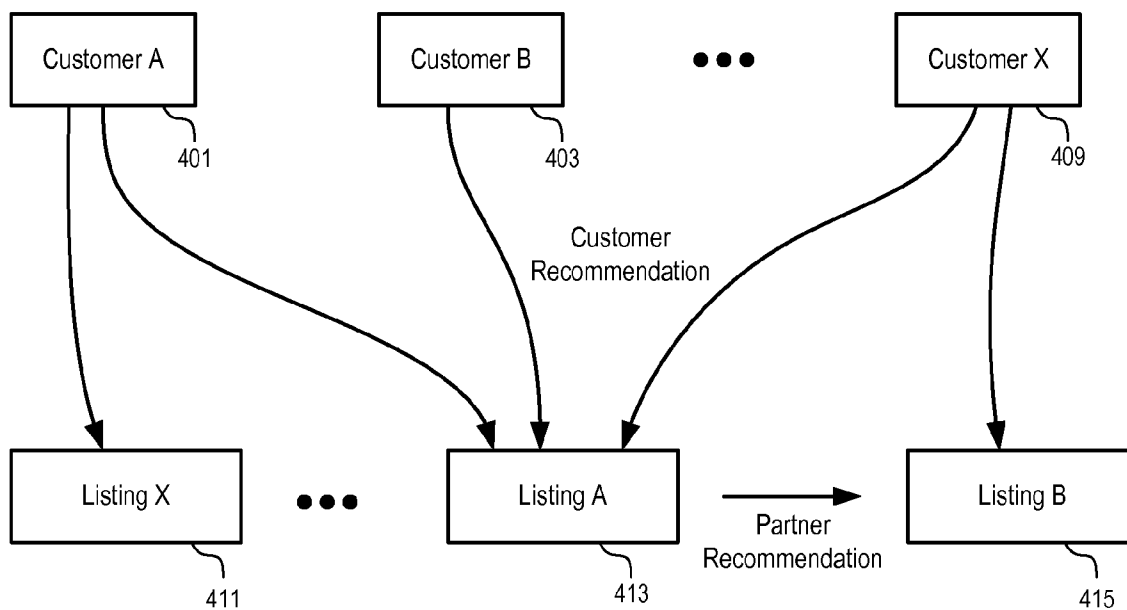 Customer A
Customer B
Customer X
401
403
409
Customer
Recommendation
Listing X
Listing A
Listing B
Partner
Recommendation
411
413
415